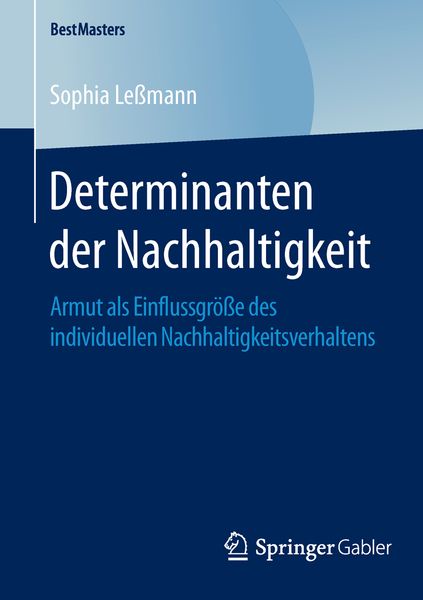 BestMasters
Sophia Leßmann
Determinanten
der Nachhaltigkeit
Armut als Einflussgröße des
individuellen Nachhaltigkeitsverhaltens
Springer Gabler